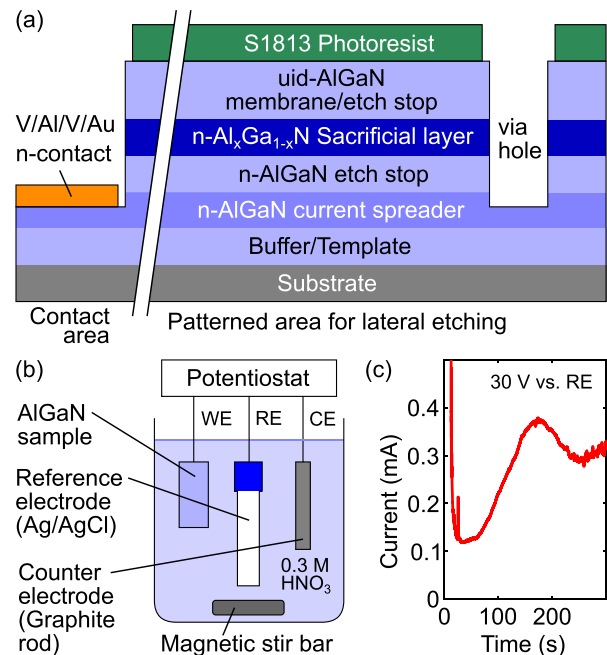 (a)
S1813 Photoresist
uid-AlGaN
membrane/etch stop
V/Al/V/Au
n-contact
n-AlxGa1-xN Sacrificial layer
via
hole
n-AlGaN etch stop
n-AlGaN current spreader
Buffer/Template
Substrate
Contact
area
Patterned area for lateral etching
(b)
Potentiostat
AlGaN
sample
WE
RE
CE
Reference
electrode
(Ag/AgCl)
Counter
electrode
(Graphite
rod)
0.3 M
HNO3
Magnetic stir bar
(c)
30 V vs. RE
0.4
0.3
0.2
0.1
0
Current (mA)
0
100
200
Time (s)